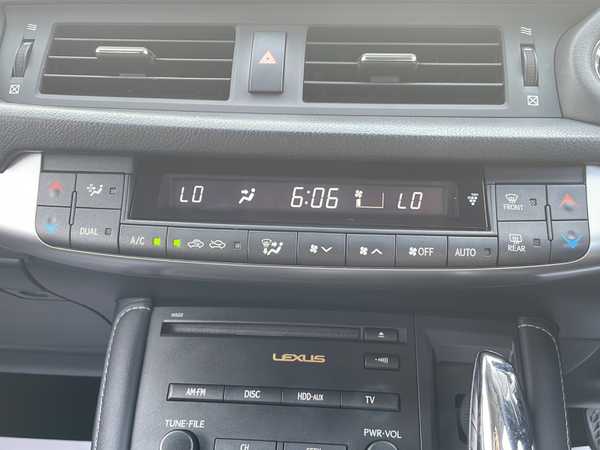 LO 6:06 LO
FRONT
DUAL A/C OFF AUTO REAR
LEXUS
AM·FM DISC HDD·AUX TV
TUNE·FILE PWR·VOL
CH